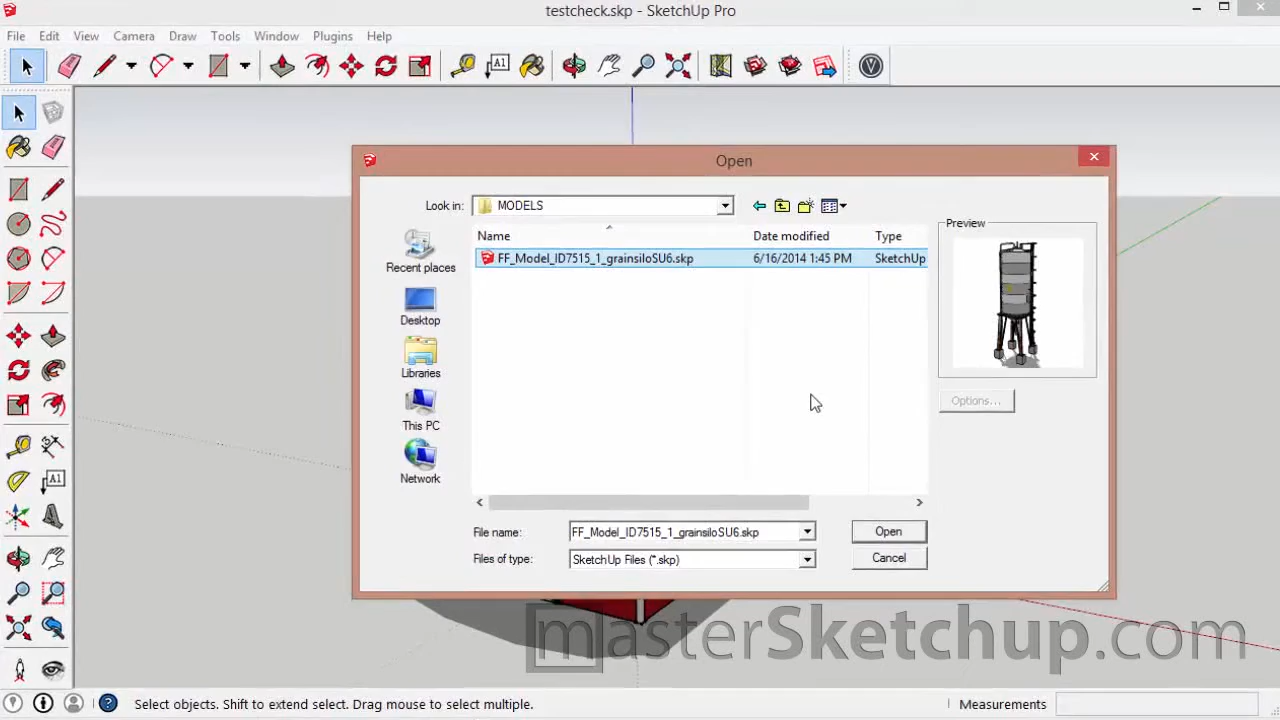 testcheck.skp - SketchUp Pro
File Edit View Camera Draw Tools Window Plugins Help
A1
Open
Look in: MODELS
Name Date modified Type
FF_Model_ID7515_1_grainsiloSU6.skp 6/16/2014 1:45 PM SketchUp
Preview
Recent places
Desktop
Libraries
This PC
Network
Options...
A1
File name: FF_Model_ID7515_1_grainsiloSU6.skp Open
Files of type: SketchUp Files (*.skp) Cancel
masterSketchup.com
Select objects. Shift to extend select. Drag mouse to select multiple. Measurements